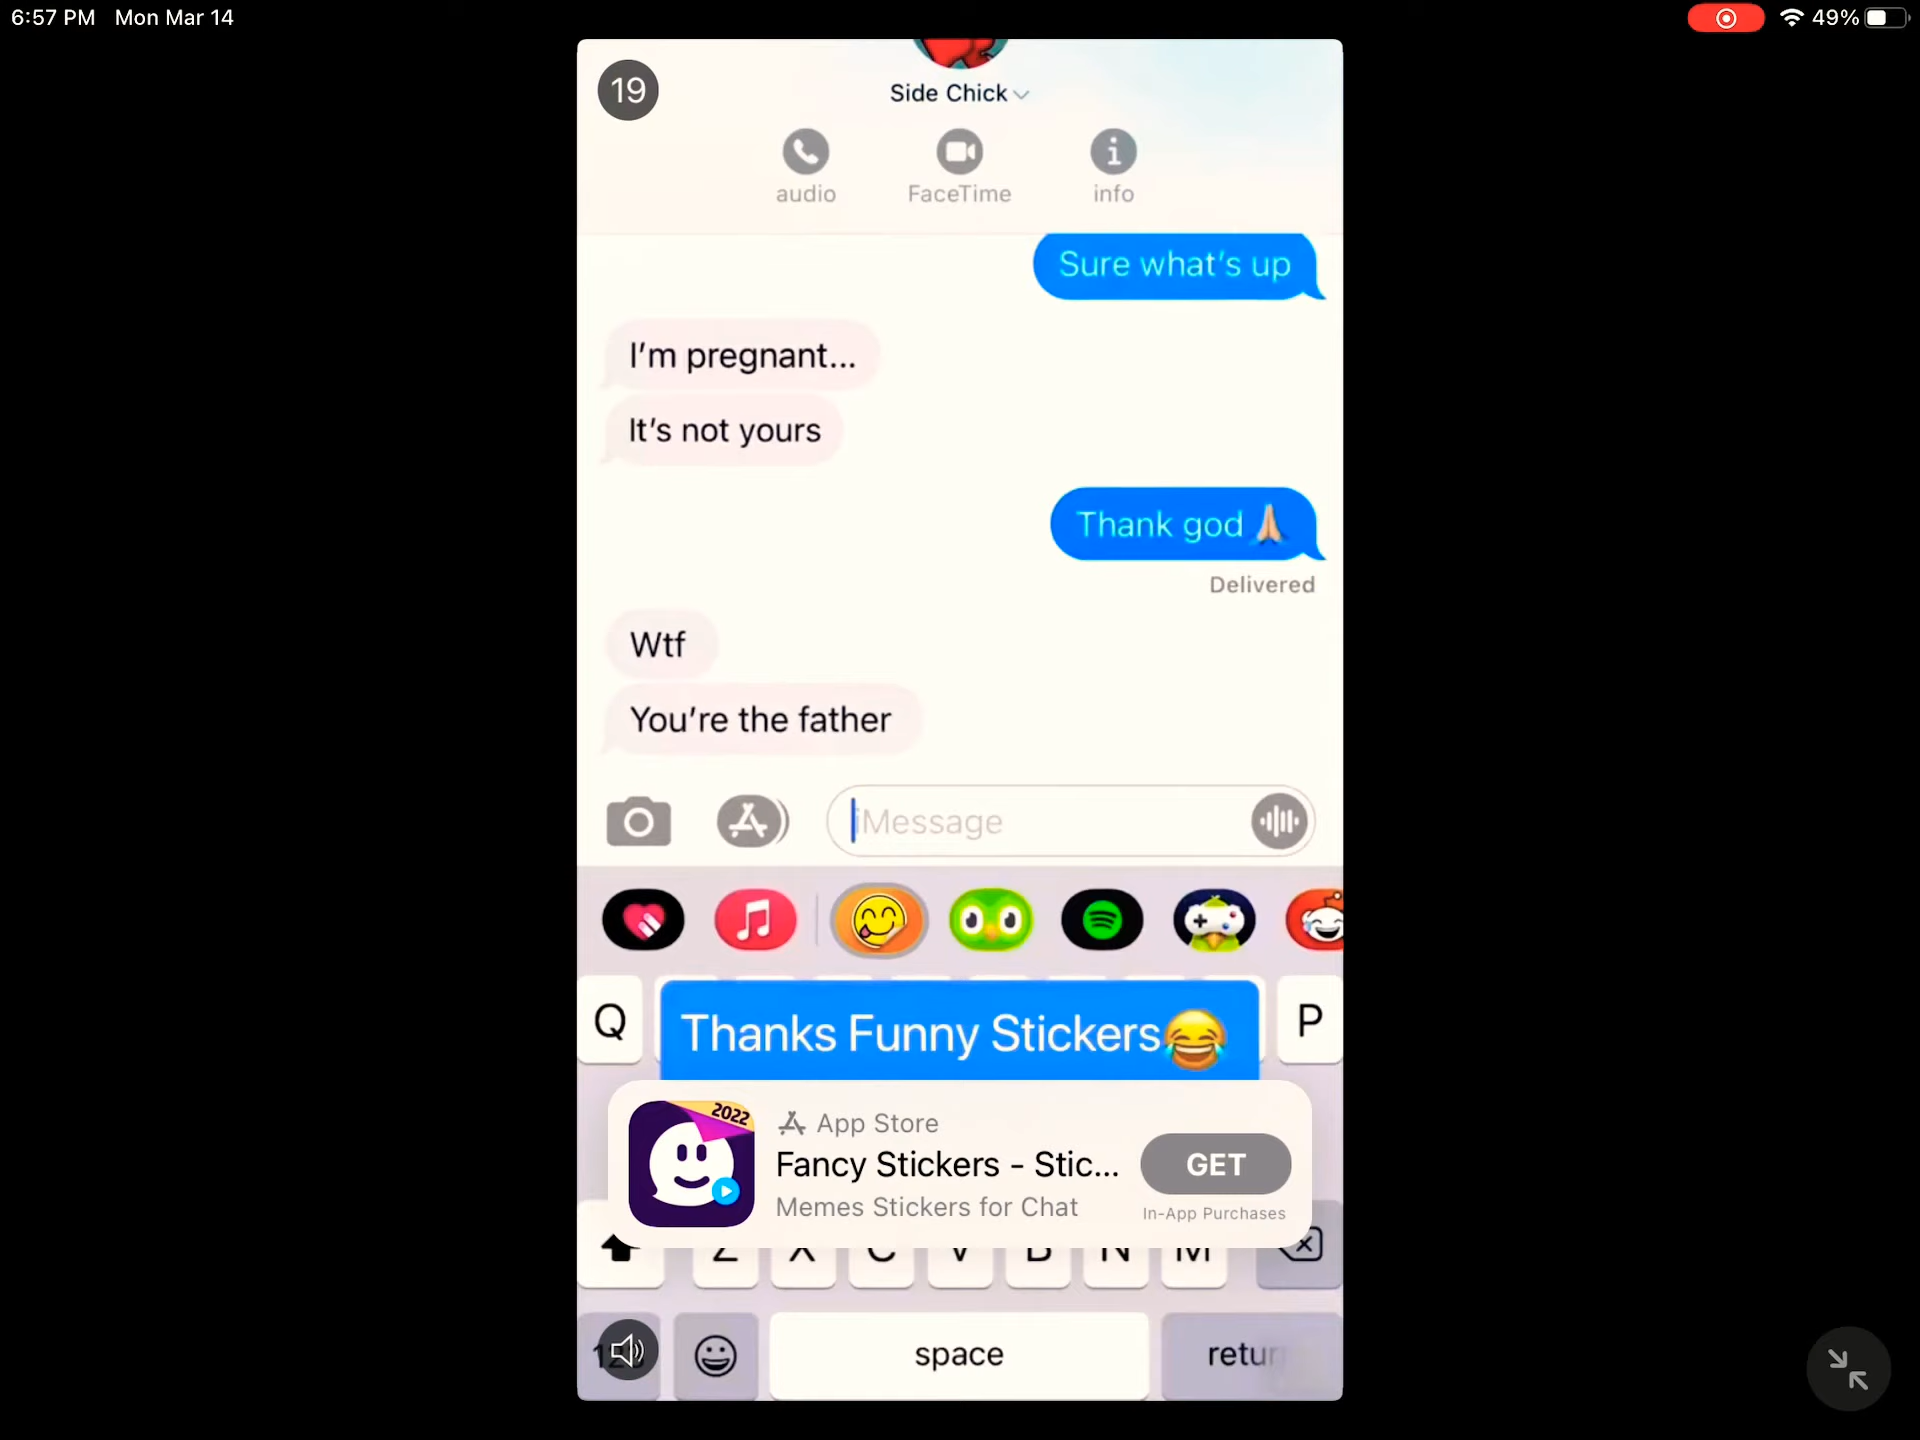 6:57 PM Mon Mar 14
49%
19
Side Chick
audio FaceTime info
Sure what's up
I'm pregnant...
It's not yours
Thank god 🙏
Delivered
Wtf
You're the father
iMessage
Q P
Thanks Funny Stickers😂
2022
App Store
Fancy Stickers - Stic...
GET
Memes Stickers for Chat
In-App Purchases
Z X C V B N M
space